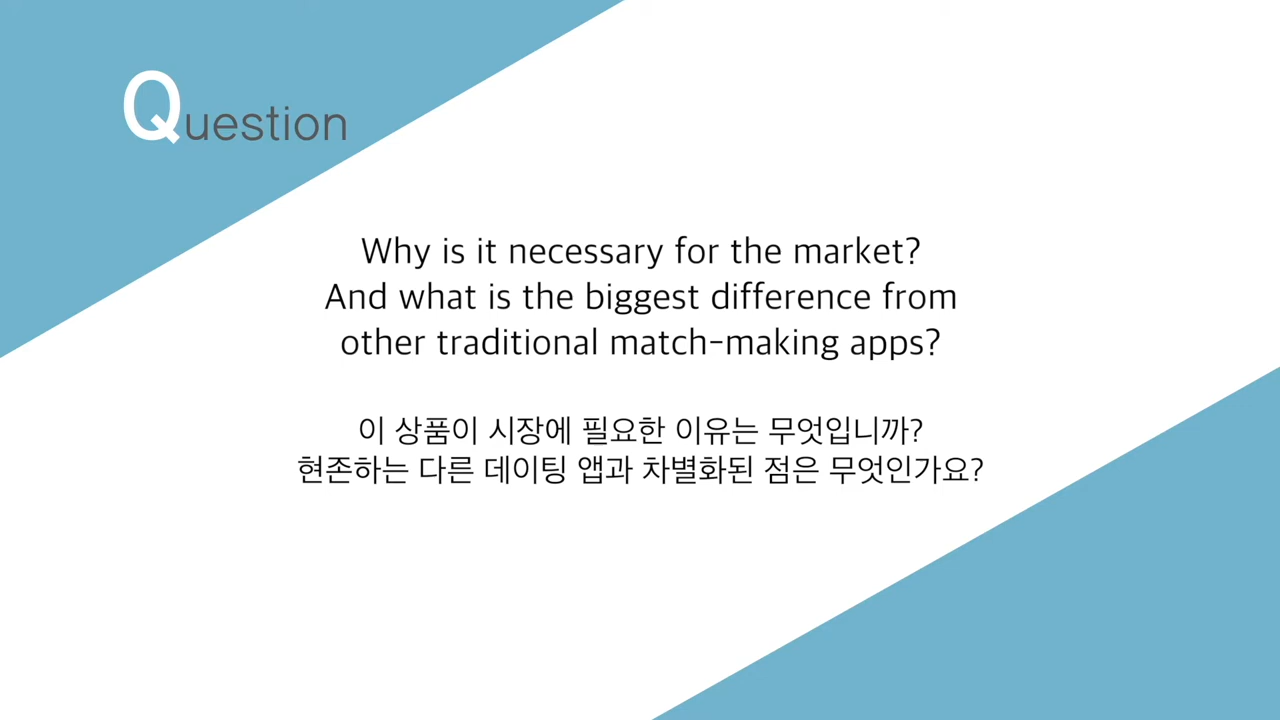 Question
Why is it necessary for the market?
And what is the biggest difference from
other traditional match-making apps?
이 상품이 시장에 필요한 이유는 무엇입니까?
현존하는 다른 데이팅 앱과 차별화된 점은 무엇인가요?